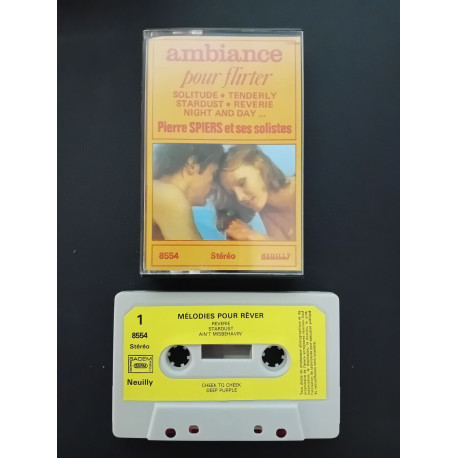 ambiance
pour flirter
SOLITUDE • TENDERLY
STARDUST • REVERIE
NIGHT AND DAY ...
Pierre SPIERS et ses solistes
8554 Stéréo NEUILLY
MÉLODIES POUR RÊVER
1
REVERIE
STARDUST
AIN'T MISBEHAVIN'
8554
Stéréo
SACEM
Neuilly
CHEEK TO CHEEK
DEEP PURPLE